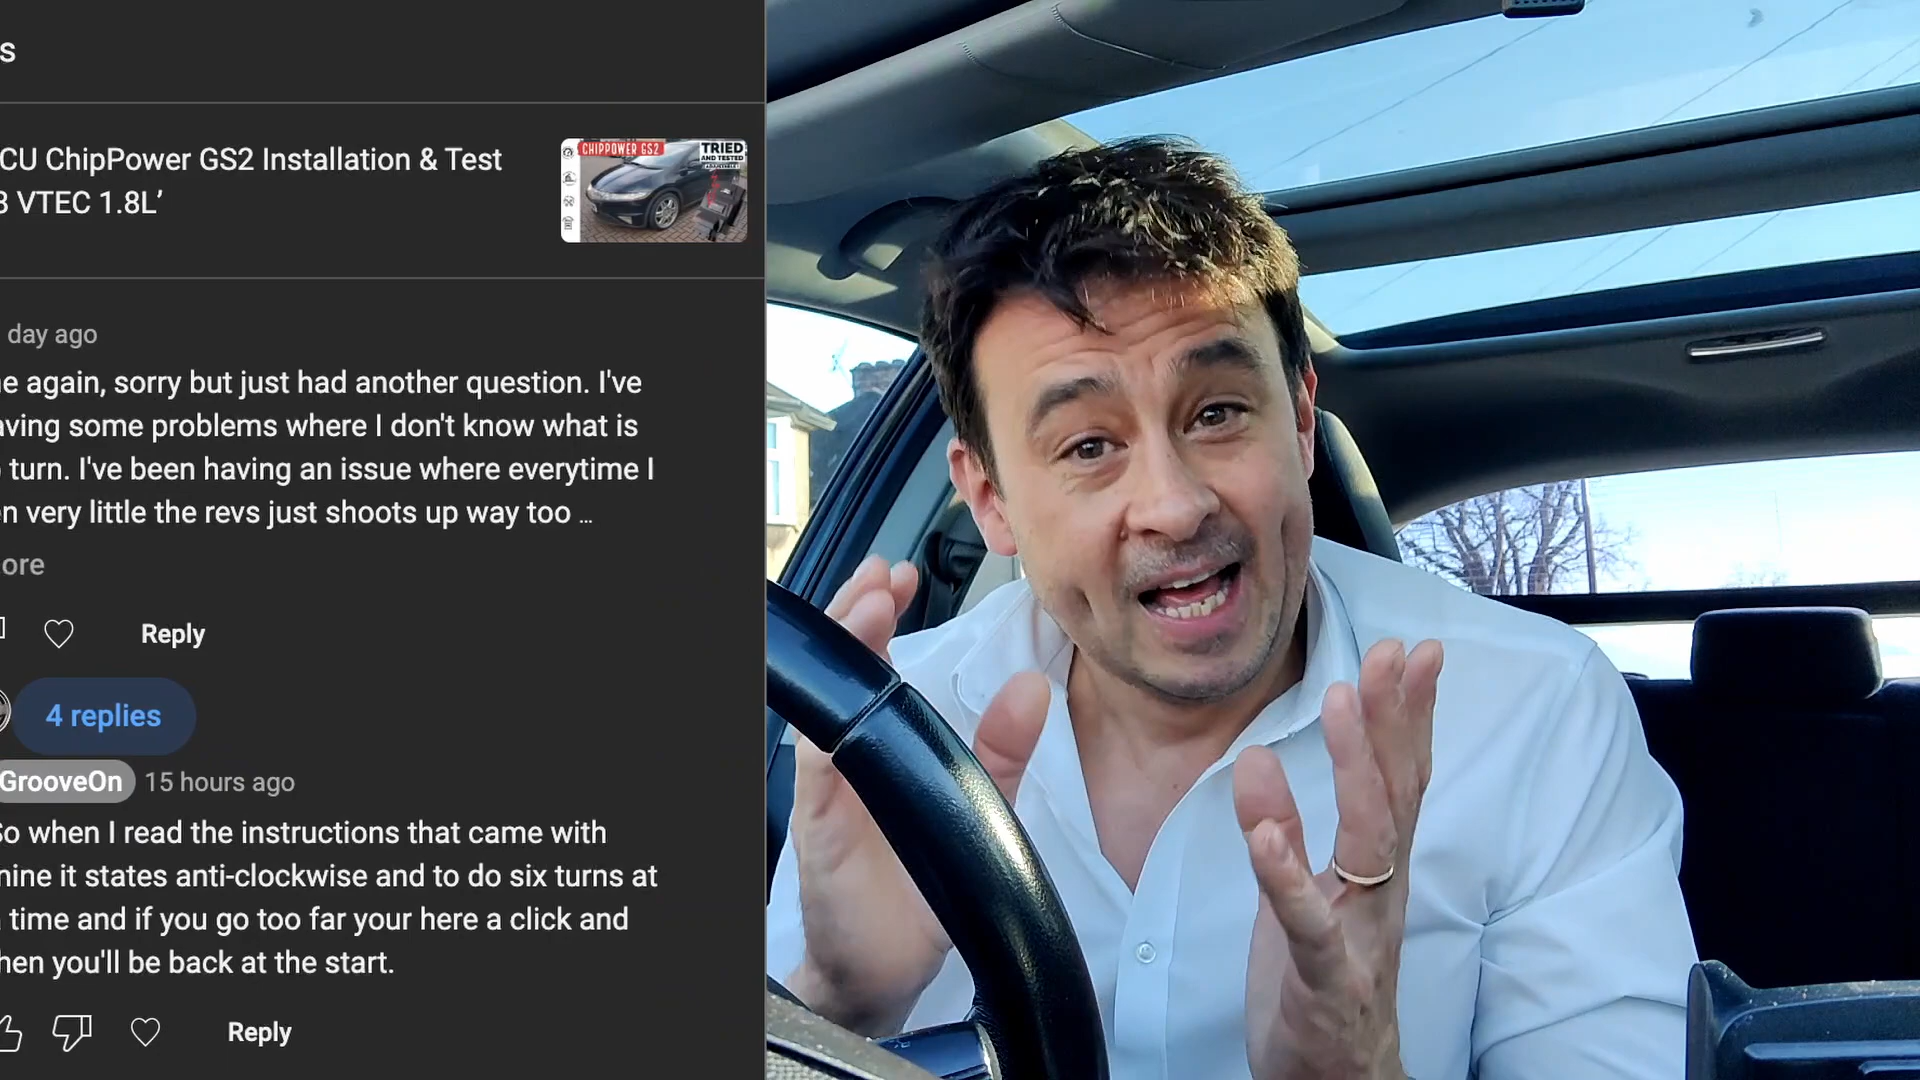 s
CU ChipPower GS2 Installation & Test
VTEC 1.8L’
CHIPPOWER GS2
TRIED
AND TESTED
day ago
again, sorry but just had another question. I've
some problems where I don't know what is
turn. I've been having an issue where everytime I
very little the revs just shoots up way too ...
ore
Reply
4 replies
GrooveOn 15 hours ago
So when I read the instructions that came with
mine it states anti-clockwise and to do six turns at
time and if you go too far your here a click and
then you'll be back at the start.
Reply